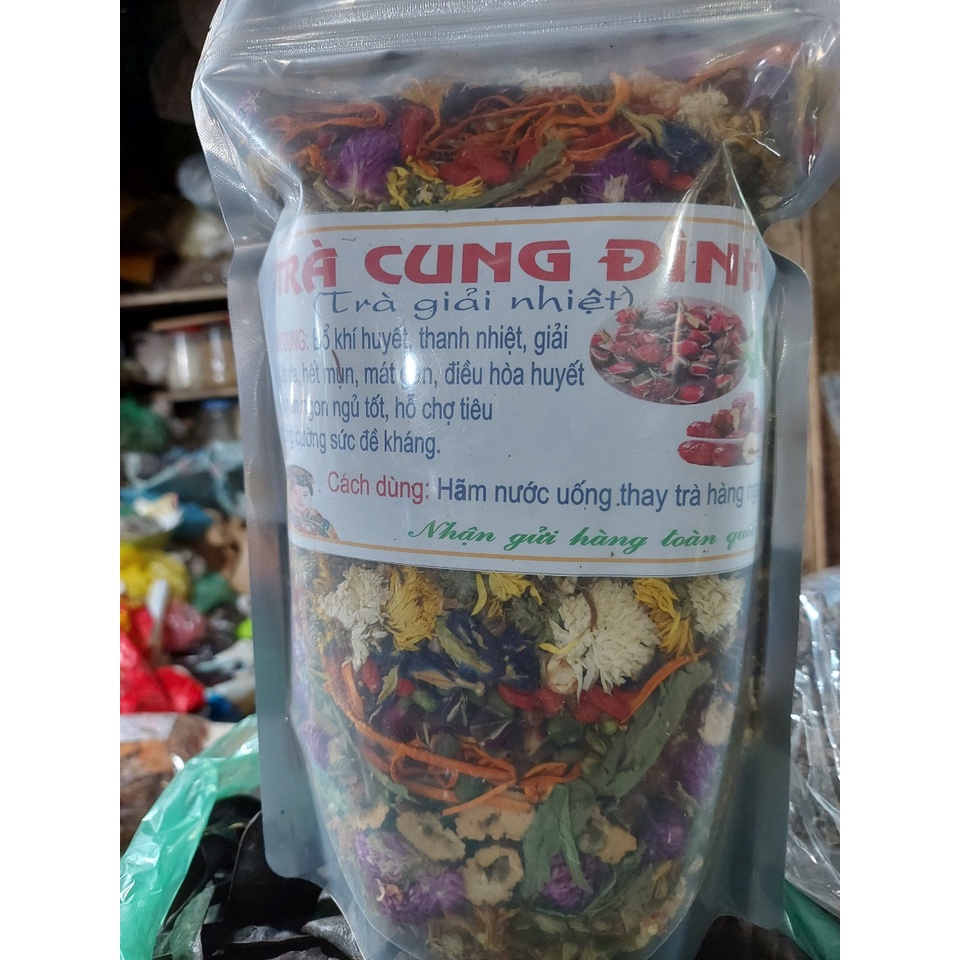 TRÀ CUNG ĐÌNH
(Trà giải nhiệt)
DỤNG: Bổ khí huyết, thanh nhiệt, giải
hết mụn, mát gan, điều hòa huyết
ngon ngủ tốt, hỗ chợ tiêu
cường sức đề kháng.
Cách dùng: Hãm nước uống thay trà hàng
Nhận gửi hàng toàn quốc